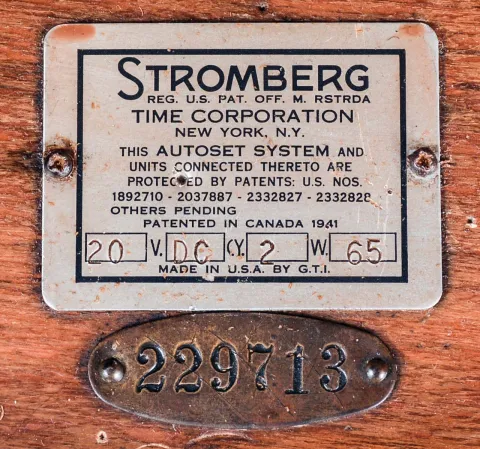 STROMBERG
REG. U.S. PAT. OFF. M. RSTRDA
TIME CORPORATION
NEW YORK, N.Y.
THIS AUTOSET SYSTEM AND
UNITS CONNECTED THERETO ARE
PROTECTED BY PATENTS: U.S. NOS.
1892710 - 2037887 - 2332827 - 2332828
OTHERS PENDING
PATENTED IN CANADA 1941
20 V. DC CY. 2 W. 65
MADE IN U.S.A. BY G.T.I.
229713